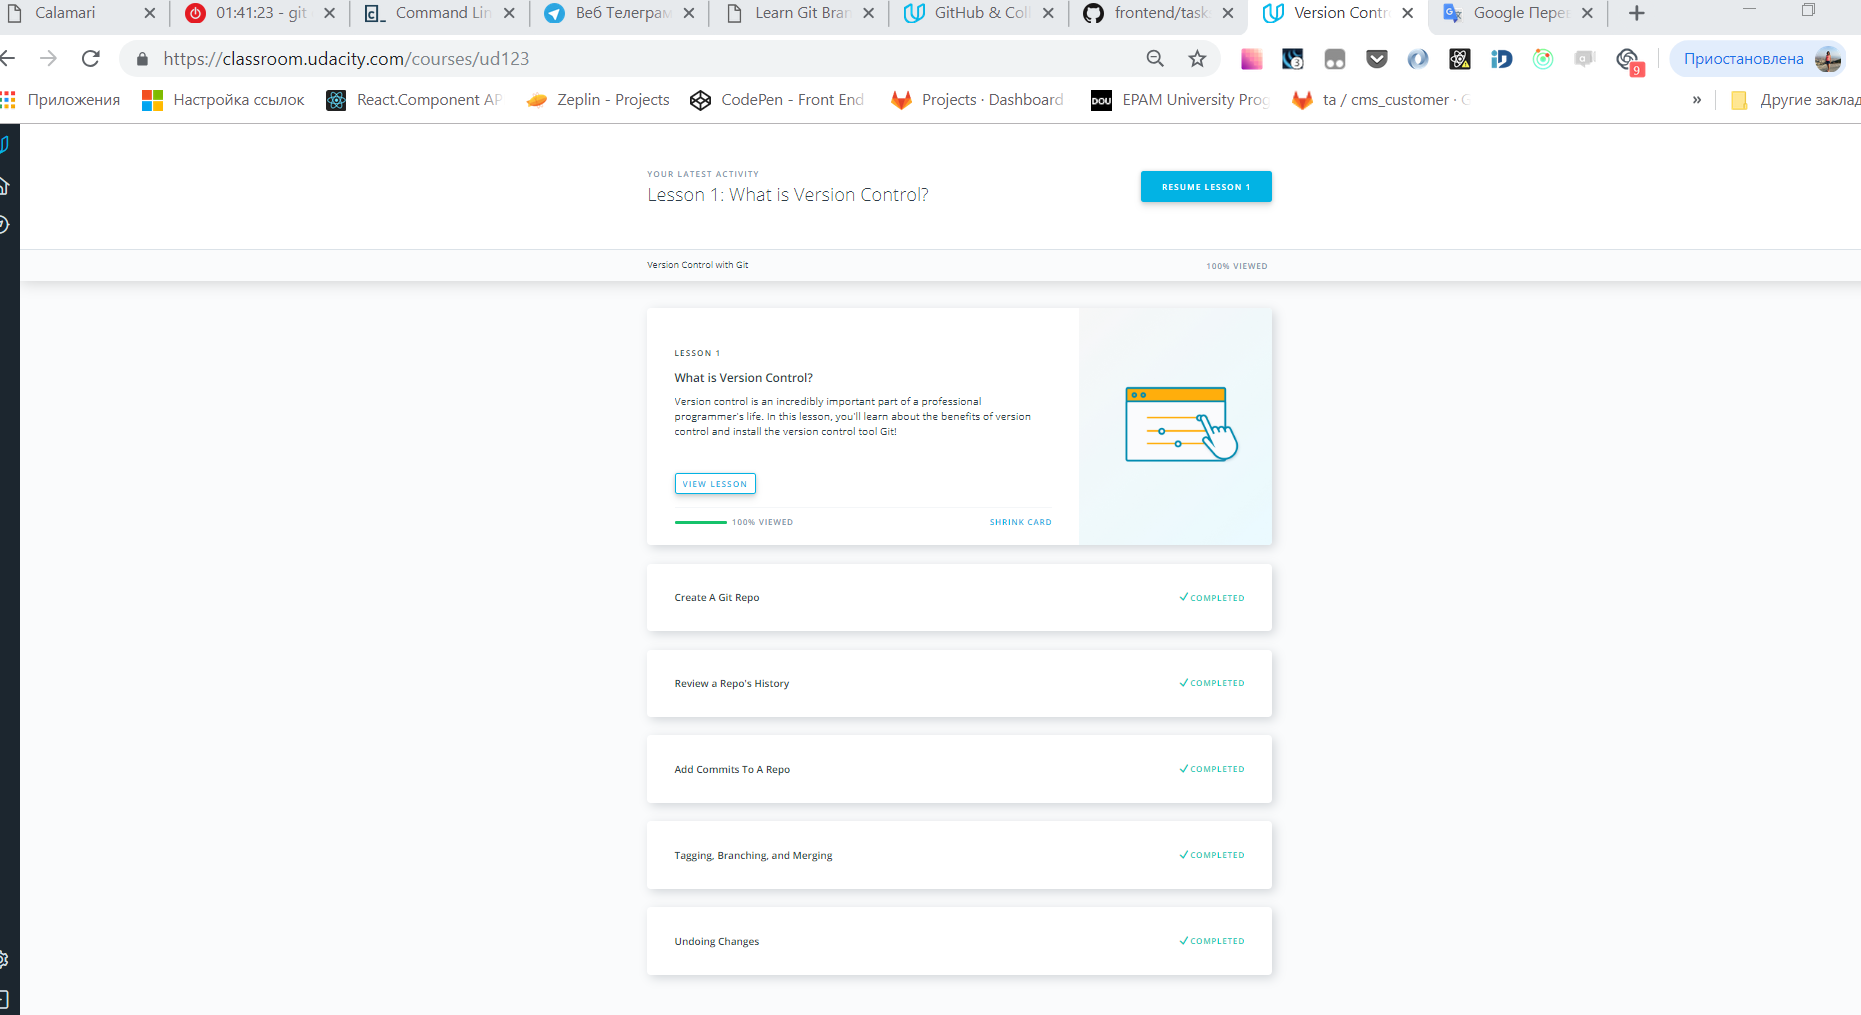 Calamari
01:41:23 - git
Command Lin
Веб Телеграм
Learn Git Bran
GitHub & Coll
frontend/task
Version Contr
Google Перев
https://classroom.udacity.com/courses/ud123
3
9
Приостановлена
Приложения
Настройка ссылок
React.Component AP
Zeplin - Projects
CodePen - Front End
Projects · Dashboard
DOU
EPAM University Prog
ta / cms_customer · G
»
Другие заклад
YOUR LATEST ACTIVITY
Lesson 1: What is Version Control?
RESUME LESSON 1
Version Control with Git
100% VIEWED
LESSON 1
What is Version Control?
Version control is an incredibly important part of a professional
programmer's life. In this lesson, you'll learn about the benefits of version
control and install the version control tool Git!
VIEW LESSON
100% VIEWED
SHRINK CARD
Create A Git Repo
COMPLETED
Review a Repo's History
COMPLETED
Add Commits To A Repo
COMPLETED
Tagging, Branching, and Merging
COMPLETED
Undoing Changes
COMPLETED